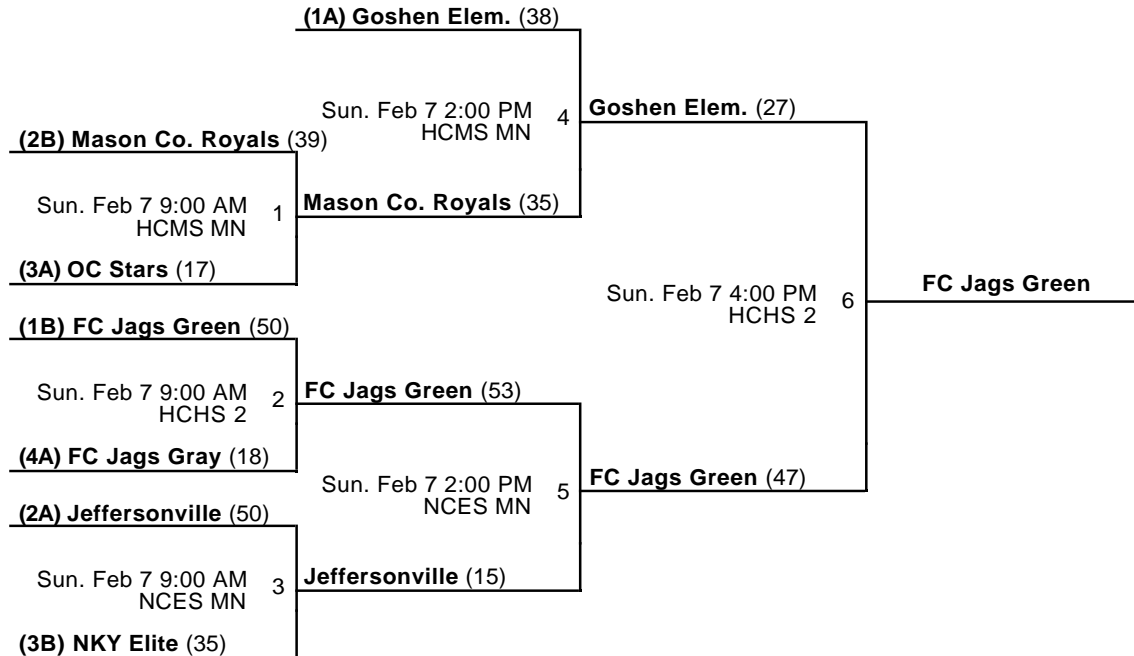 (1A) Goshen Elem. (38)
Sun. Feb 7 2:00 PM
HCMS MN
4
Goshen Elem. (27)
(2B) Mason Co. Royals (39)
Sun. Feb 7 9:00 AM
HCMS MN
1
Mason Co. Royals (35)
(3A) OC Stars (17)
Sun. Feb 7 4:00 PM
HCHS 2
6
FC Jags Green
(1B) FC Jags Green (50)
Sun. Feb 7 9:00 AM
HCHS 2
2
FC Jags Green (53)
(4A) FC Jags Gray (18)
Sun. Feb 7 2:00 PM
NCES MN
5
FC Jags Green (47)
(2A) Jeffersonville (50)
Sun. Feb 7 9:00 AM
NCES MN
3
Jeffersonville (15)
(3B) NKY Elite (35)